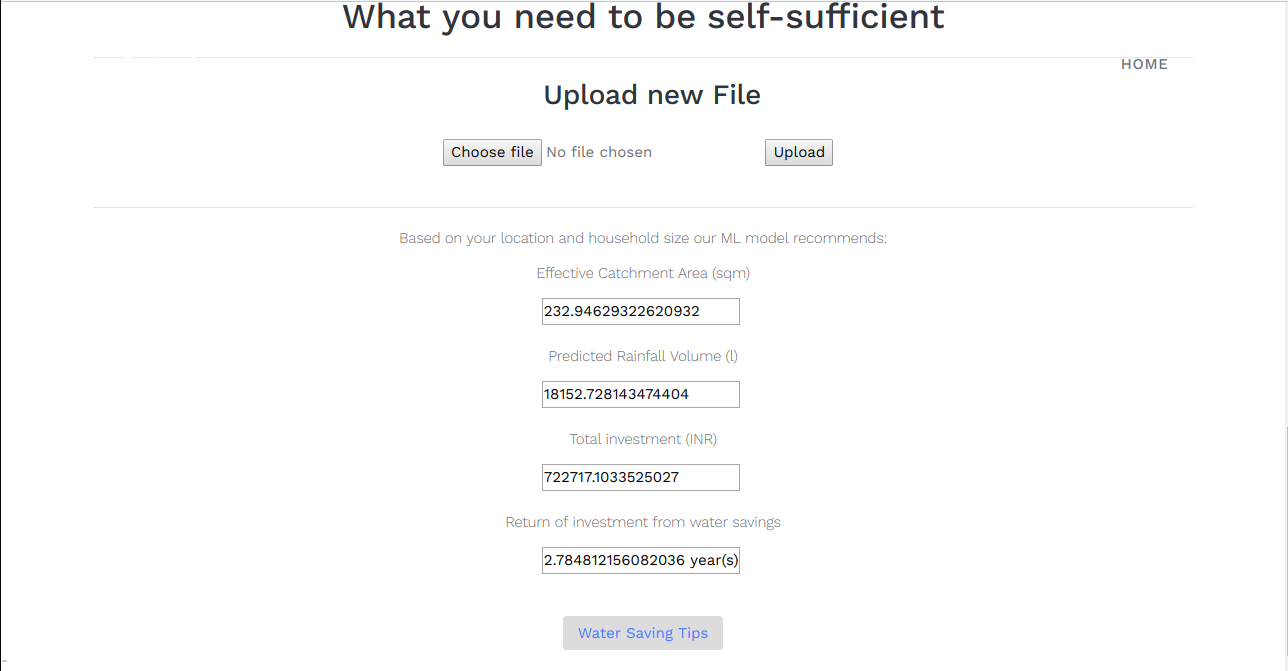 What you need to be self-sufficient
HOME
Upload new File
Choose file No file chosen Upload
Based on your location and household size our ML model recommends:
Effective Catchment Area (sqm)
232.94629322620932
Predicted Rainfall Volume (l)
18152.728143474404
Total investment (INR)
722717.1033525027
Return of investment from water savings
2.784812156082036 year(s)
Water Saving Tips